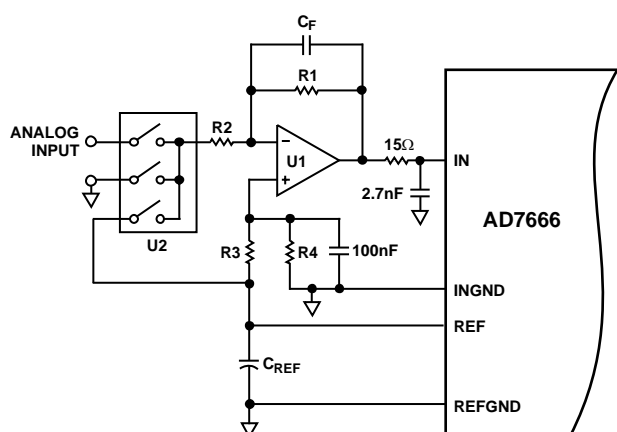 CF
R1
ANALOG
INPUT
R2
−
U1
+
15Ω
IN
2.7nF
AD7666
U2
R3
R4
100nF
INGND
REF
CREF
REFGND